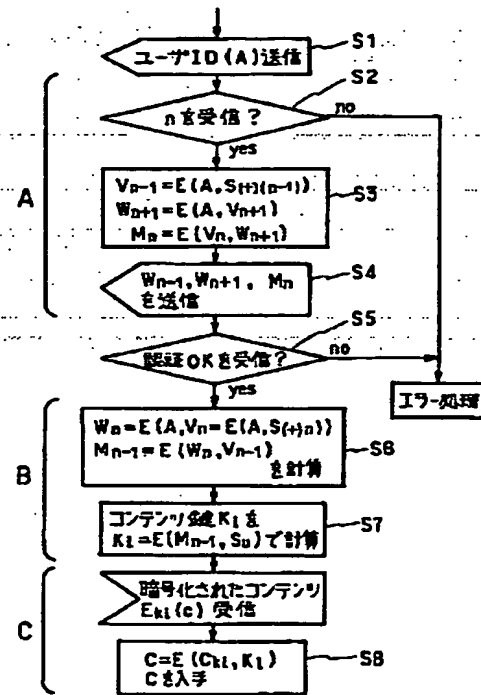 ユーザID(A)送信
S1
S2
nを受信?
no
yes
A
Vn-1=E(A,S{+}(n-1))
Wn+1=E(A,Vn+1)
Mn=E(Vn,Wn+1)
S3
Wn-1,Wn+1, Mn
を送信
S4
S5
認証OKを受信?
no
yes
エラー処理
B
Wn=E(A,Vn=E(A,S{+}n))
Mn-1=E(Wn,Vn-1)
を計算
S6
コンテンツ鍵Kiを
Ki=E(Mn-1,Su)で計算
S7
C
暗号化されたコンテンツ
Eki(c) 受信
C=E(Cki,Ki)
Cを入手
S8